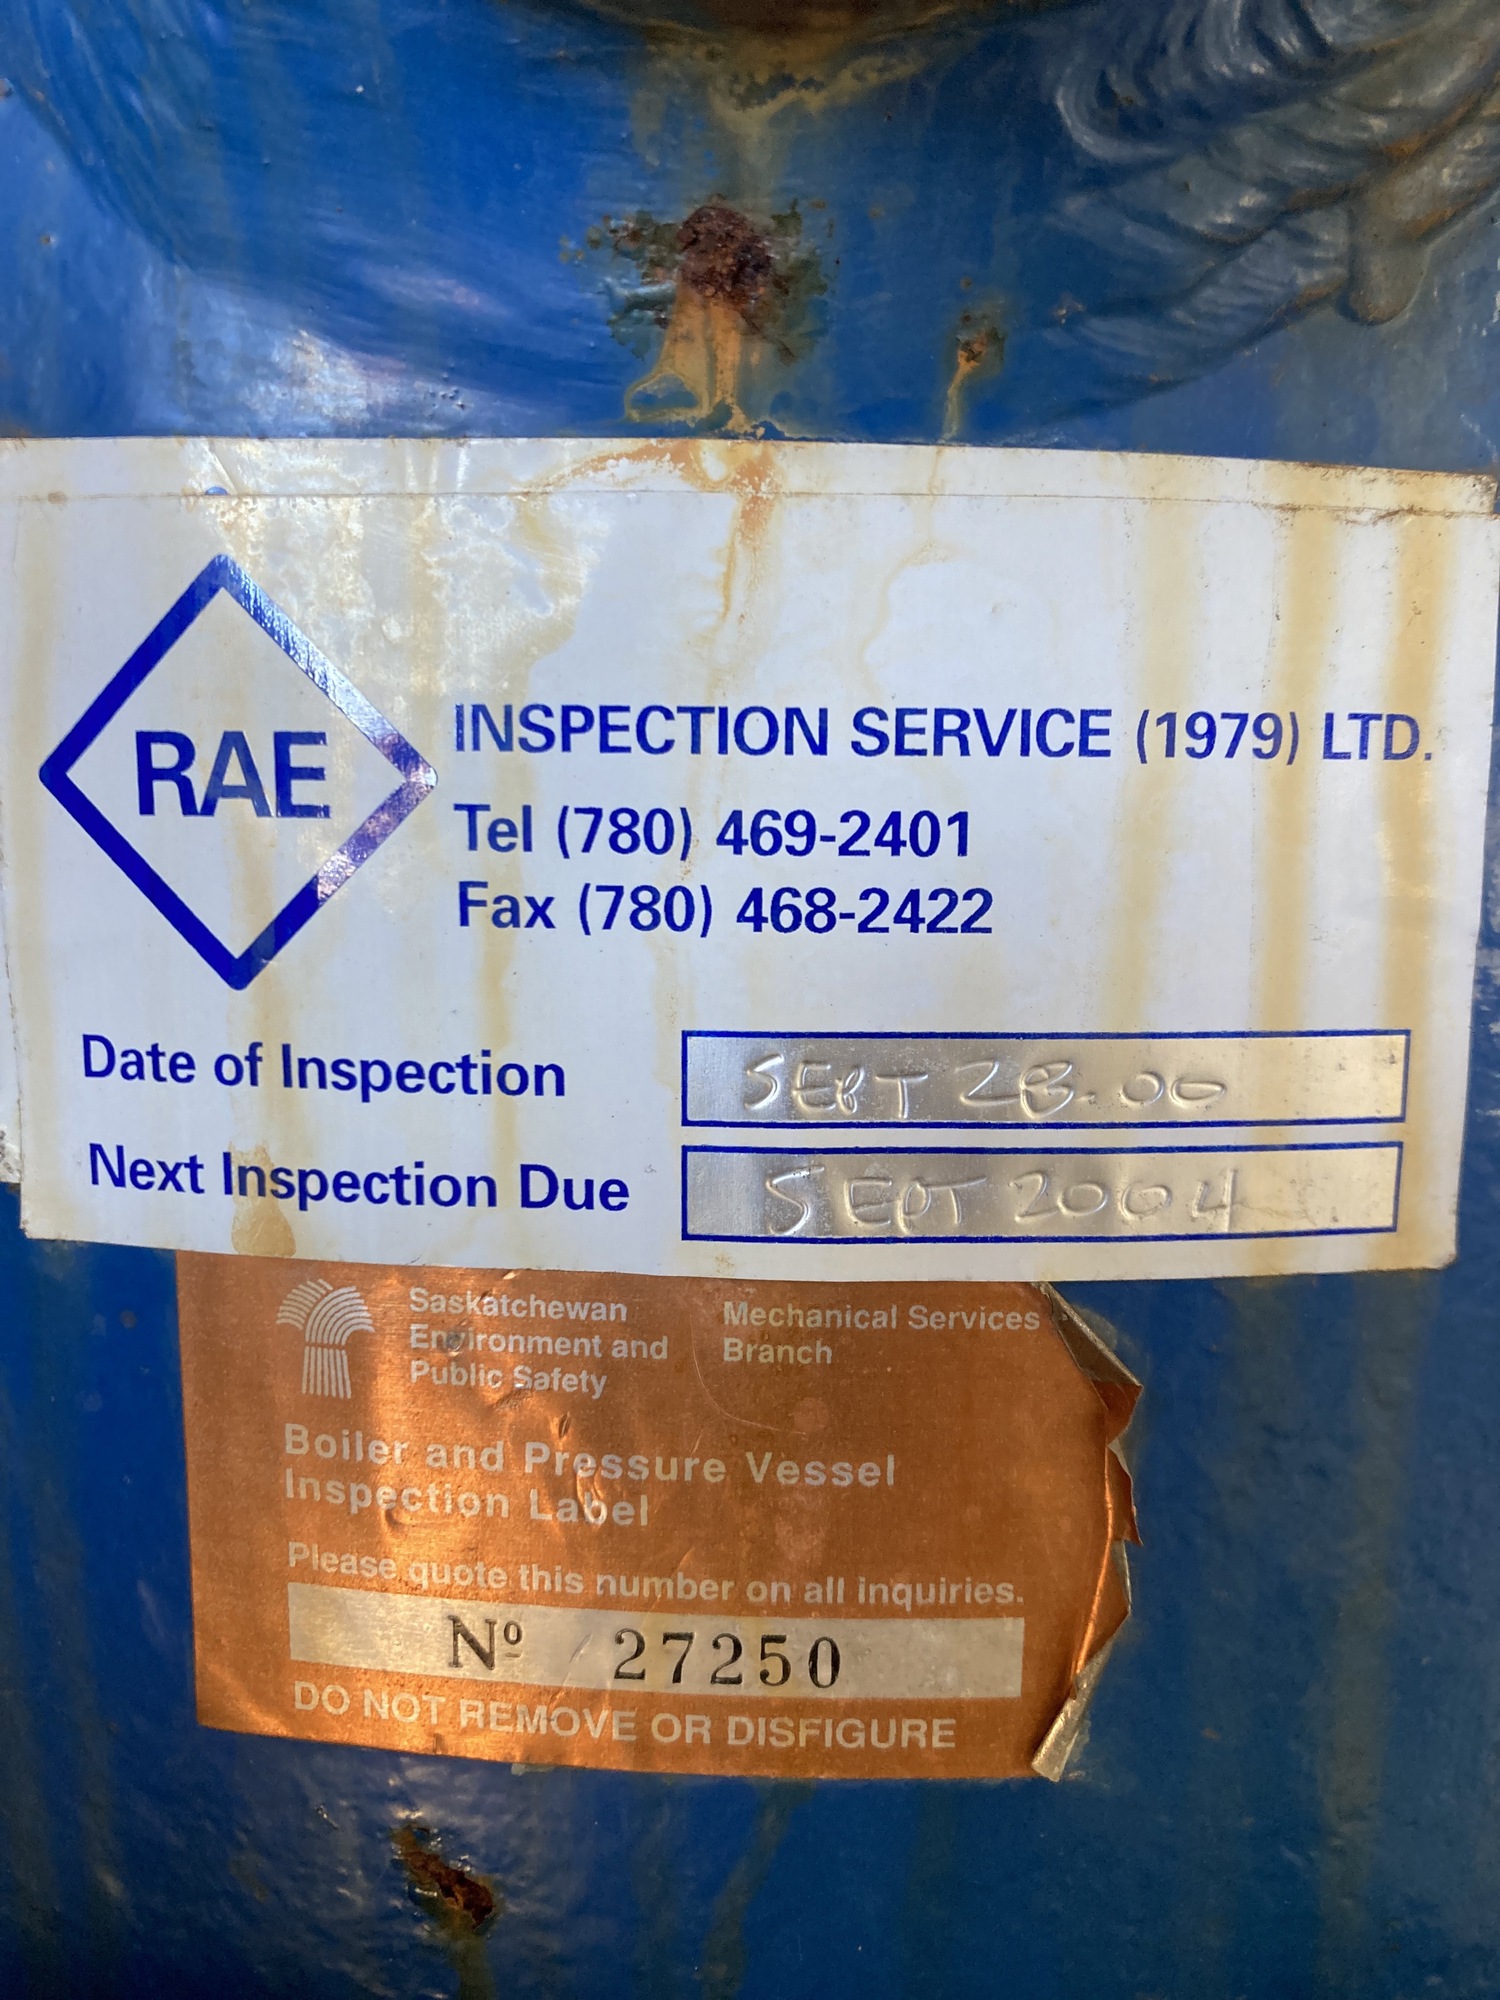 RAE
INSPECTION SERVICE (1979) LTD.
Tel (780) 469-2401
Fax (780) 468-2422
Date of Inspection SEPT 28.00
Next Inspection Due SEPT 2004
Saskatchewan
Environment and
Public Safety
Mechanical Services
Branch
Boiler and Pressure Vessel
Inspection Label
Please quote this number on all inquiries.
Nº 27250
DO NOT REMOVE OR DISFIGURE